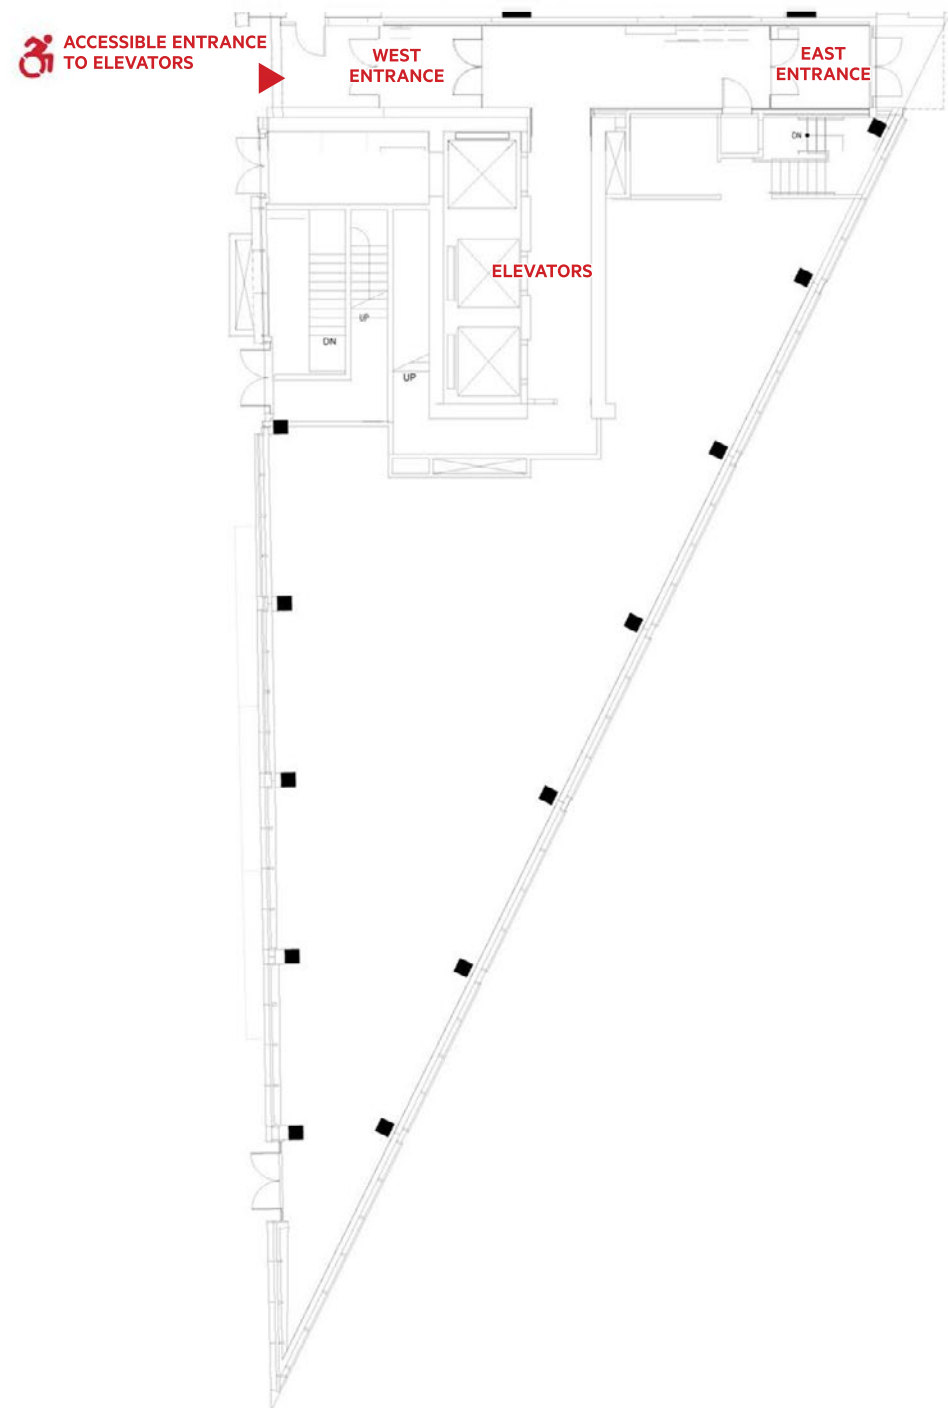 ACCESSIBLE ENTRANCE
TO ELEVATORS
WEST
ENTRANCE
EAST
ENTRANCE
DN
ELEVATORS
UP
DN
UP